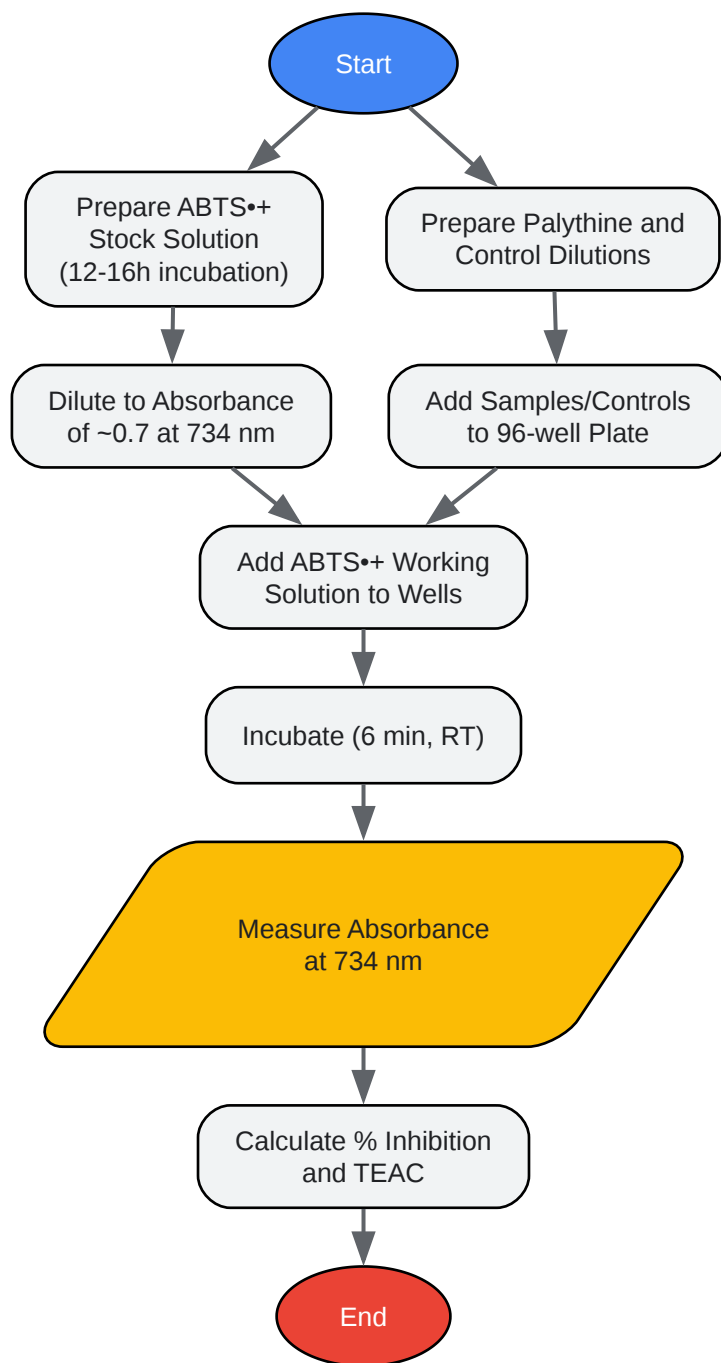 Start
Prepare ABTS•+
Stock Solution
(12-16h incubation)
Prepare Palythine and
Control Dilutions
Dilute to Absorbance
of ~0.7 at 734 nm
Add Samples/Controls
to 96-well Plate
Add ABTS•+ Working
Solution to Wells
Incubate (6 min, RT)
Measure Absorbance
at 734 nm
Calculate % Inhibition
and TEAC
End